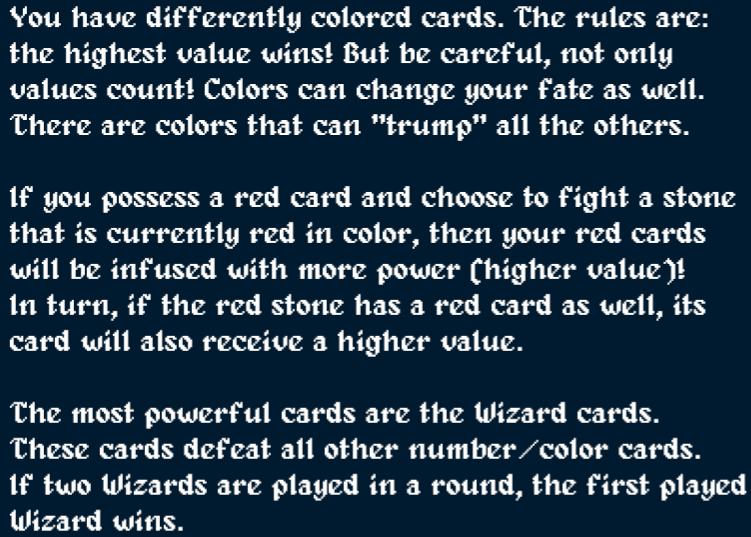 You have differently colored cards. The rules are:
the highest value wins! But be careful, not only
values count! Colors can change your fate as well.
There are colors that can "trump" all the others.
If you possess a red card and choose to fight a stone
that is currently red in color, then your red cards
will be infused with more power (higher value)!
In turn, if the red stone has a red card as well, its
card will also receive a higher value.
The most powerful cards are the Wizard cards.
These cards defeat all other number/color cards.
If two Wizards are played in a round, the first played
Wizard wins.